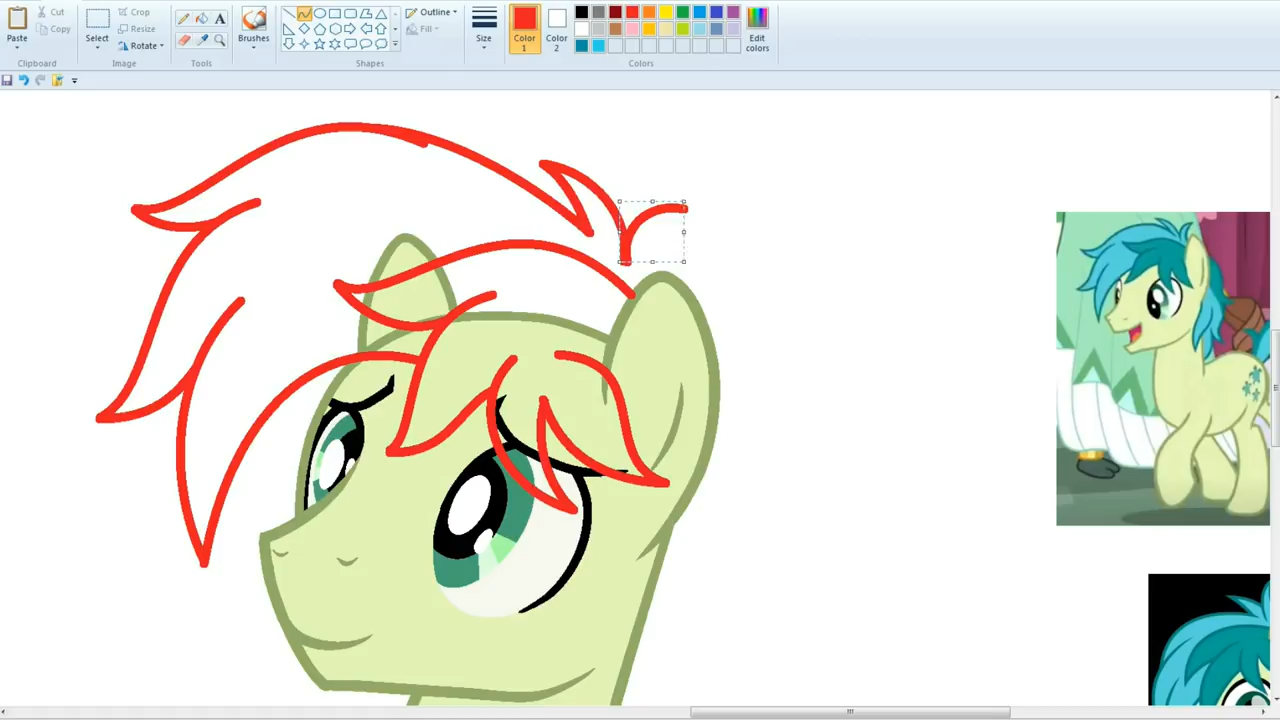 Cut
Copy
Paste
Clipboard
Crop
Resize
Rotate
Select
Image
Tools
Brushes
Outline
Fill
Shapes
Size
Color
1
Color
2
Edit
colors
Colors